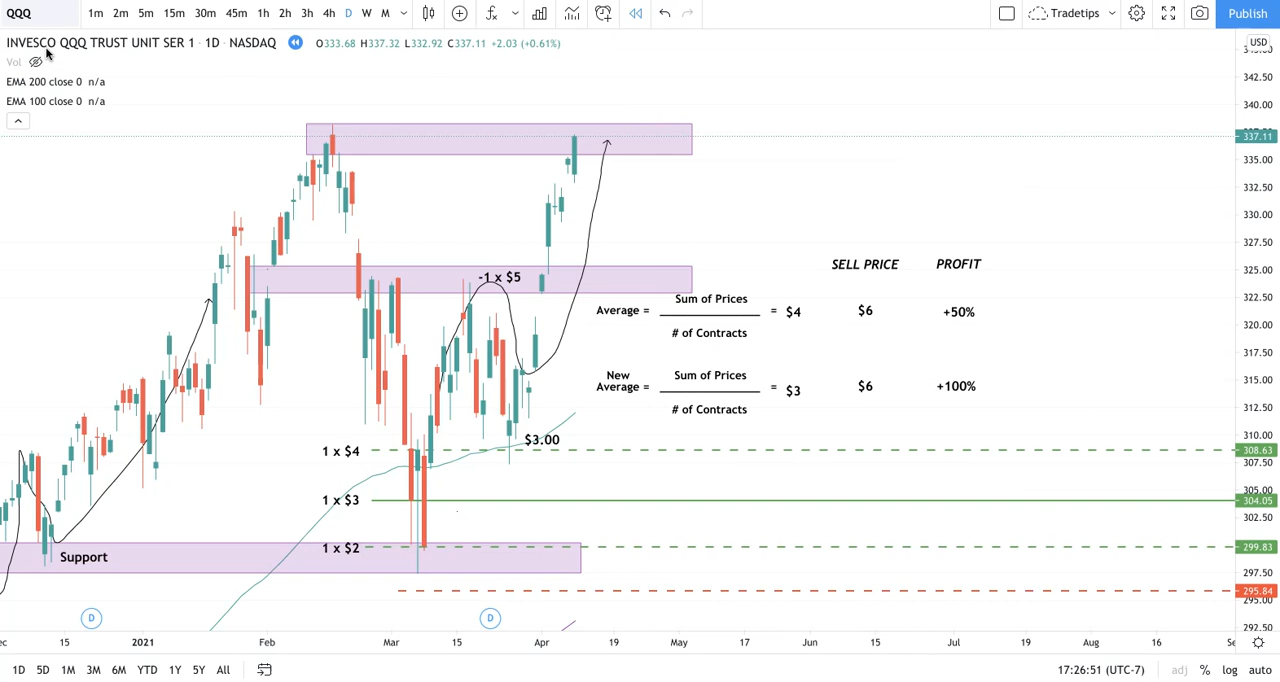 QQQ 1m 2m 5m 15m 30m 45m 1h 2h 3h 4h D W M Tradetips Publish
INVESCO QQQ TRUST UNIT SER 1 · 1D · NASDAQ O333.68 H337.32 L332.92 C337.11 +2.03 (+0.61%) USD
Vol
EMA 200 close 0 n/a
EMA 100 close 0 n/a
342.50
340.00
337.11
335.00
332.50
330.00
327.50
325.00
322.50
320.00
317.50
315.00
312.50
310.00
308.63
307.50
305.00
304.05
302.50
299.83
297.50
295.84
295.00
292.50
SELL PRICE PROFIT
-1 x $5
Average = Sum of Prices
# of Contracts
= $4 $6 +50%
New
Average = Sum of Prices
# of Contracts
= $3 $6 +100%
$3.00
1 x $4
1 x $3
1 x $2
Support
D D
15 2021 Feb Mar 15 Apr 19 May 17 Jun 15 Jul 19 Aug 16
1D 5D 1M 3M 6M YTD 1Y 5Y All 17:26:51 (UTC-7) adj % log auto